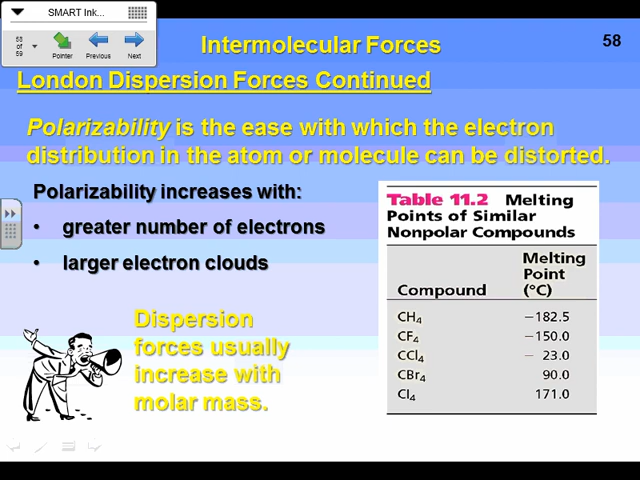 SMART Ink...
58
of
59
Pointer
Previous
Next
58
Intermolecular Forces
London Dispersion Forces Continued
Polarizability is the ease with which the electron
distribution in the atom or molecule can be distorted.
Polarizability increases with:
• greater number of electrons
• larger electron clouds
Dispersion
forces usually
increase with
molar mass.
Table 11.2 Melting
Points of Similar
Nonpolar Compounds
Melting
Point
Compound (°C)
CH₄ −182.5
CF₄ −150.0
CCl₄ − 23.0
CBr₄ 90.0
CI₄ 171.0